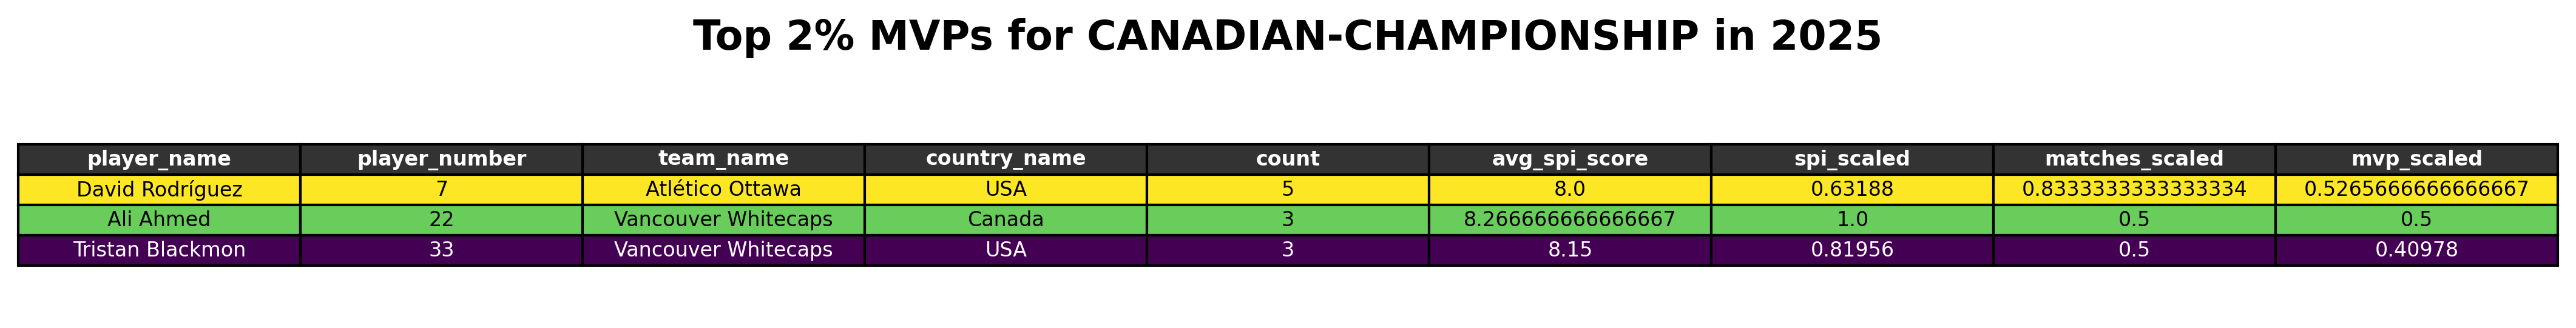 Top 2% MVPs for CANADIAN-CHAMPIONSHIP in 2025
player_name player_number team_name country_name count avg_spi_score spi_scaled matches_scaled mvp_scaled
David Rodríguez 7 Atlético Ottawa USA 5 8.0 0.63188 0.8333333333333334 0.5265666666666667
Ali Ahmed 22 Vancouver Whitecaps Canada 3 8.266666666666667 1.0 0.5 0.5
Tristan Blackmon 33 Vancouver Whitecaps USA 3 8.15 0.81956 0.5 0.40978